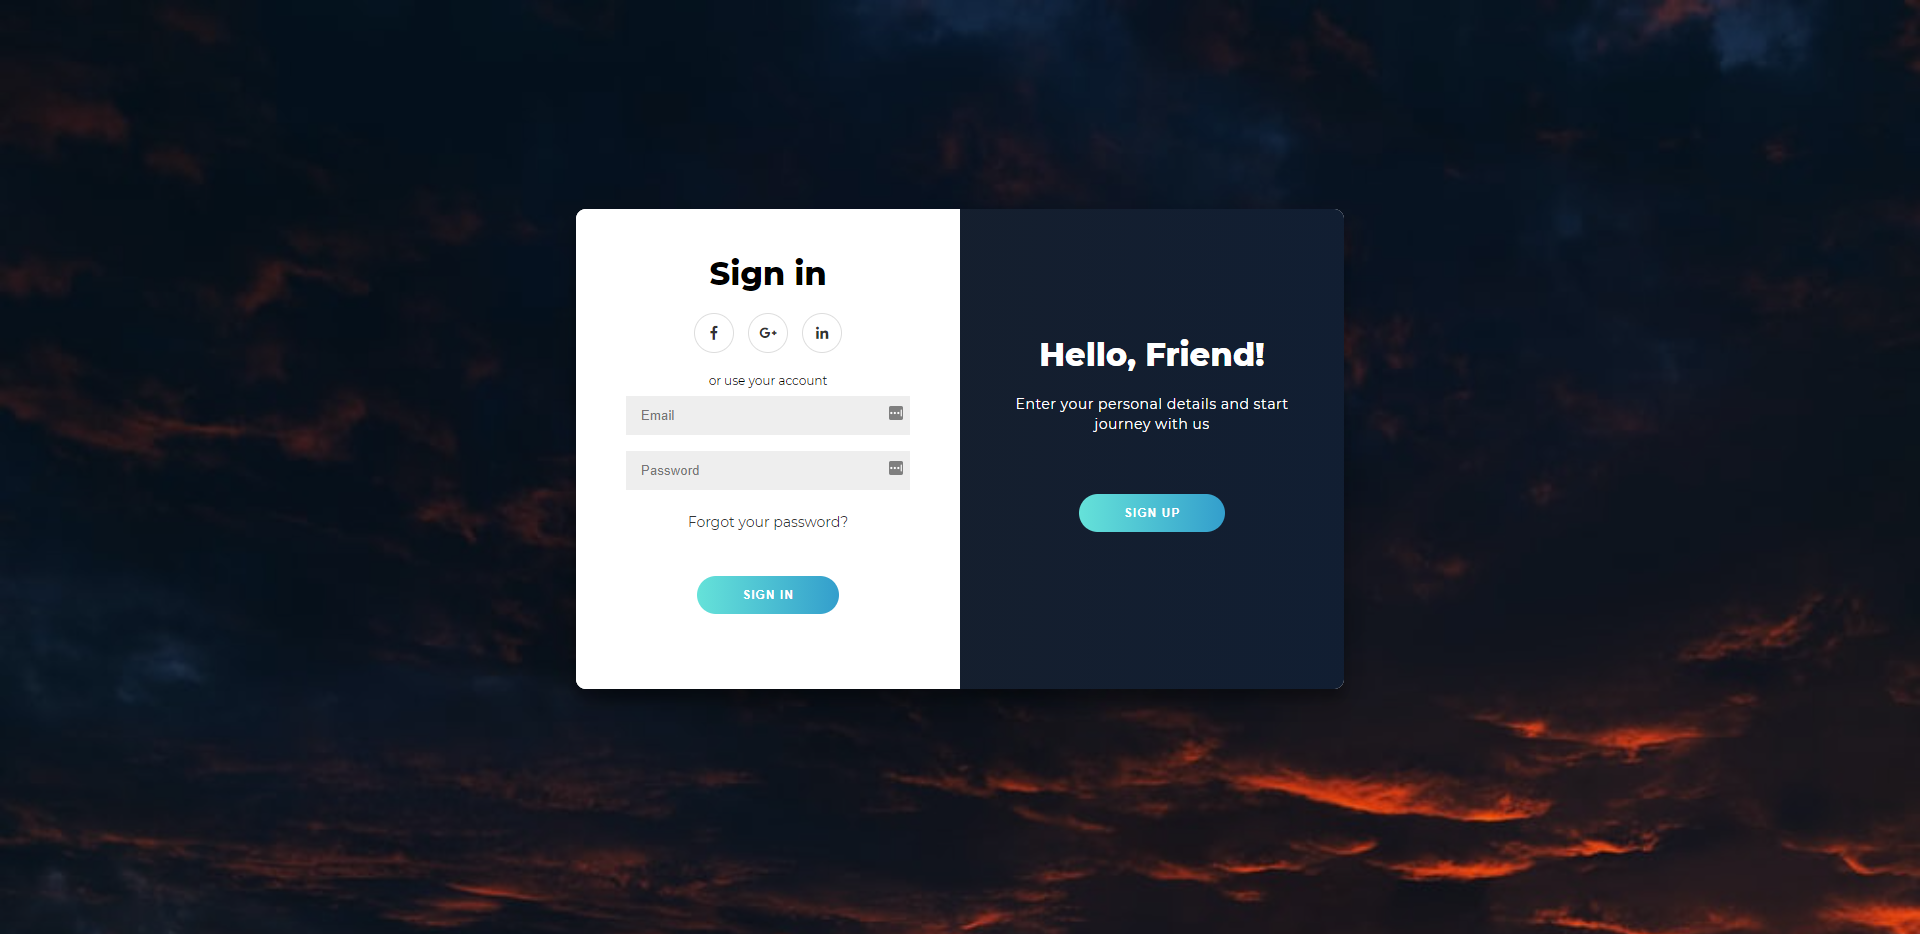 Sign in
f
G+
in
or use your account
Email
Password
Forgot your password?
SIGN IN
Hello, Friend!
Enter your personal details and start
journey with us
SIGN UP